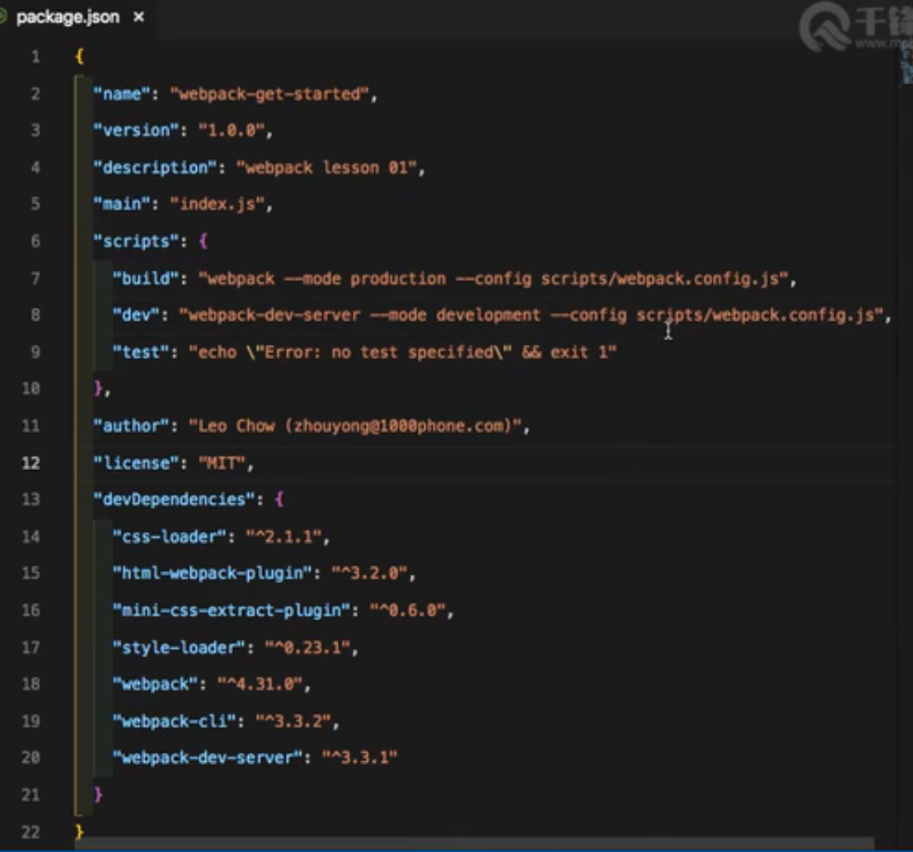 package.json ×
千锋
1 {
2 "name": "webpack-get-started",
3 "version": "1.0.0",
4 "description": "webpack lesson 01",
5 "main": "index.js",
6 "scripts": {
7 "build": "webpack --mode production --config scripts/webpack.config.js",
8 "dev": "webpack-dev-server --mode development --config scripts/webpack.config.js",
9 "test": "echo \"Error: no test specified\" && exit 1"
10 },
11 "author": "Leo Chow (zhouyong@1000phone.com)",
12 "license": "MIT",
13 "devDependencies": {
14 "css-loader": "^2.1.1",
15 "html-webpack-plugin": "^3.2.0",
16 "mini-css-extract-plugin": "^0.6.0",
17 "style-loader": "^0.23.1",
18 "webpack": "^4.31.0",
19 "webpack-cli": "^3.3.2",
20 "webpack-dev-server": "^3.3.1"
21 }
22 }